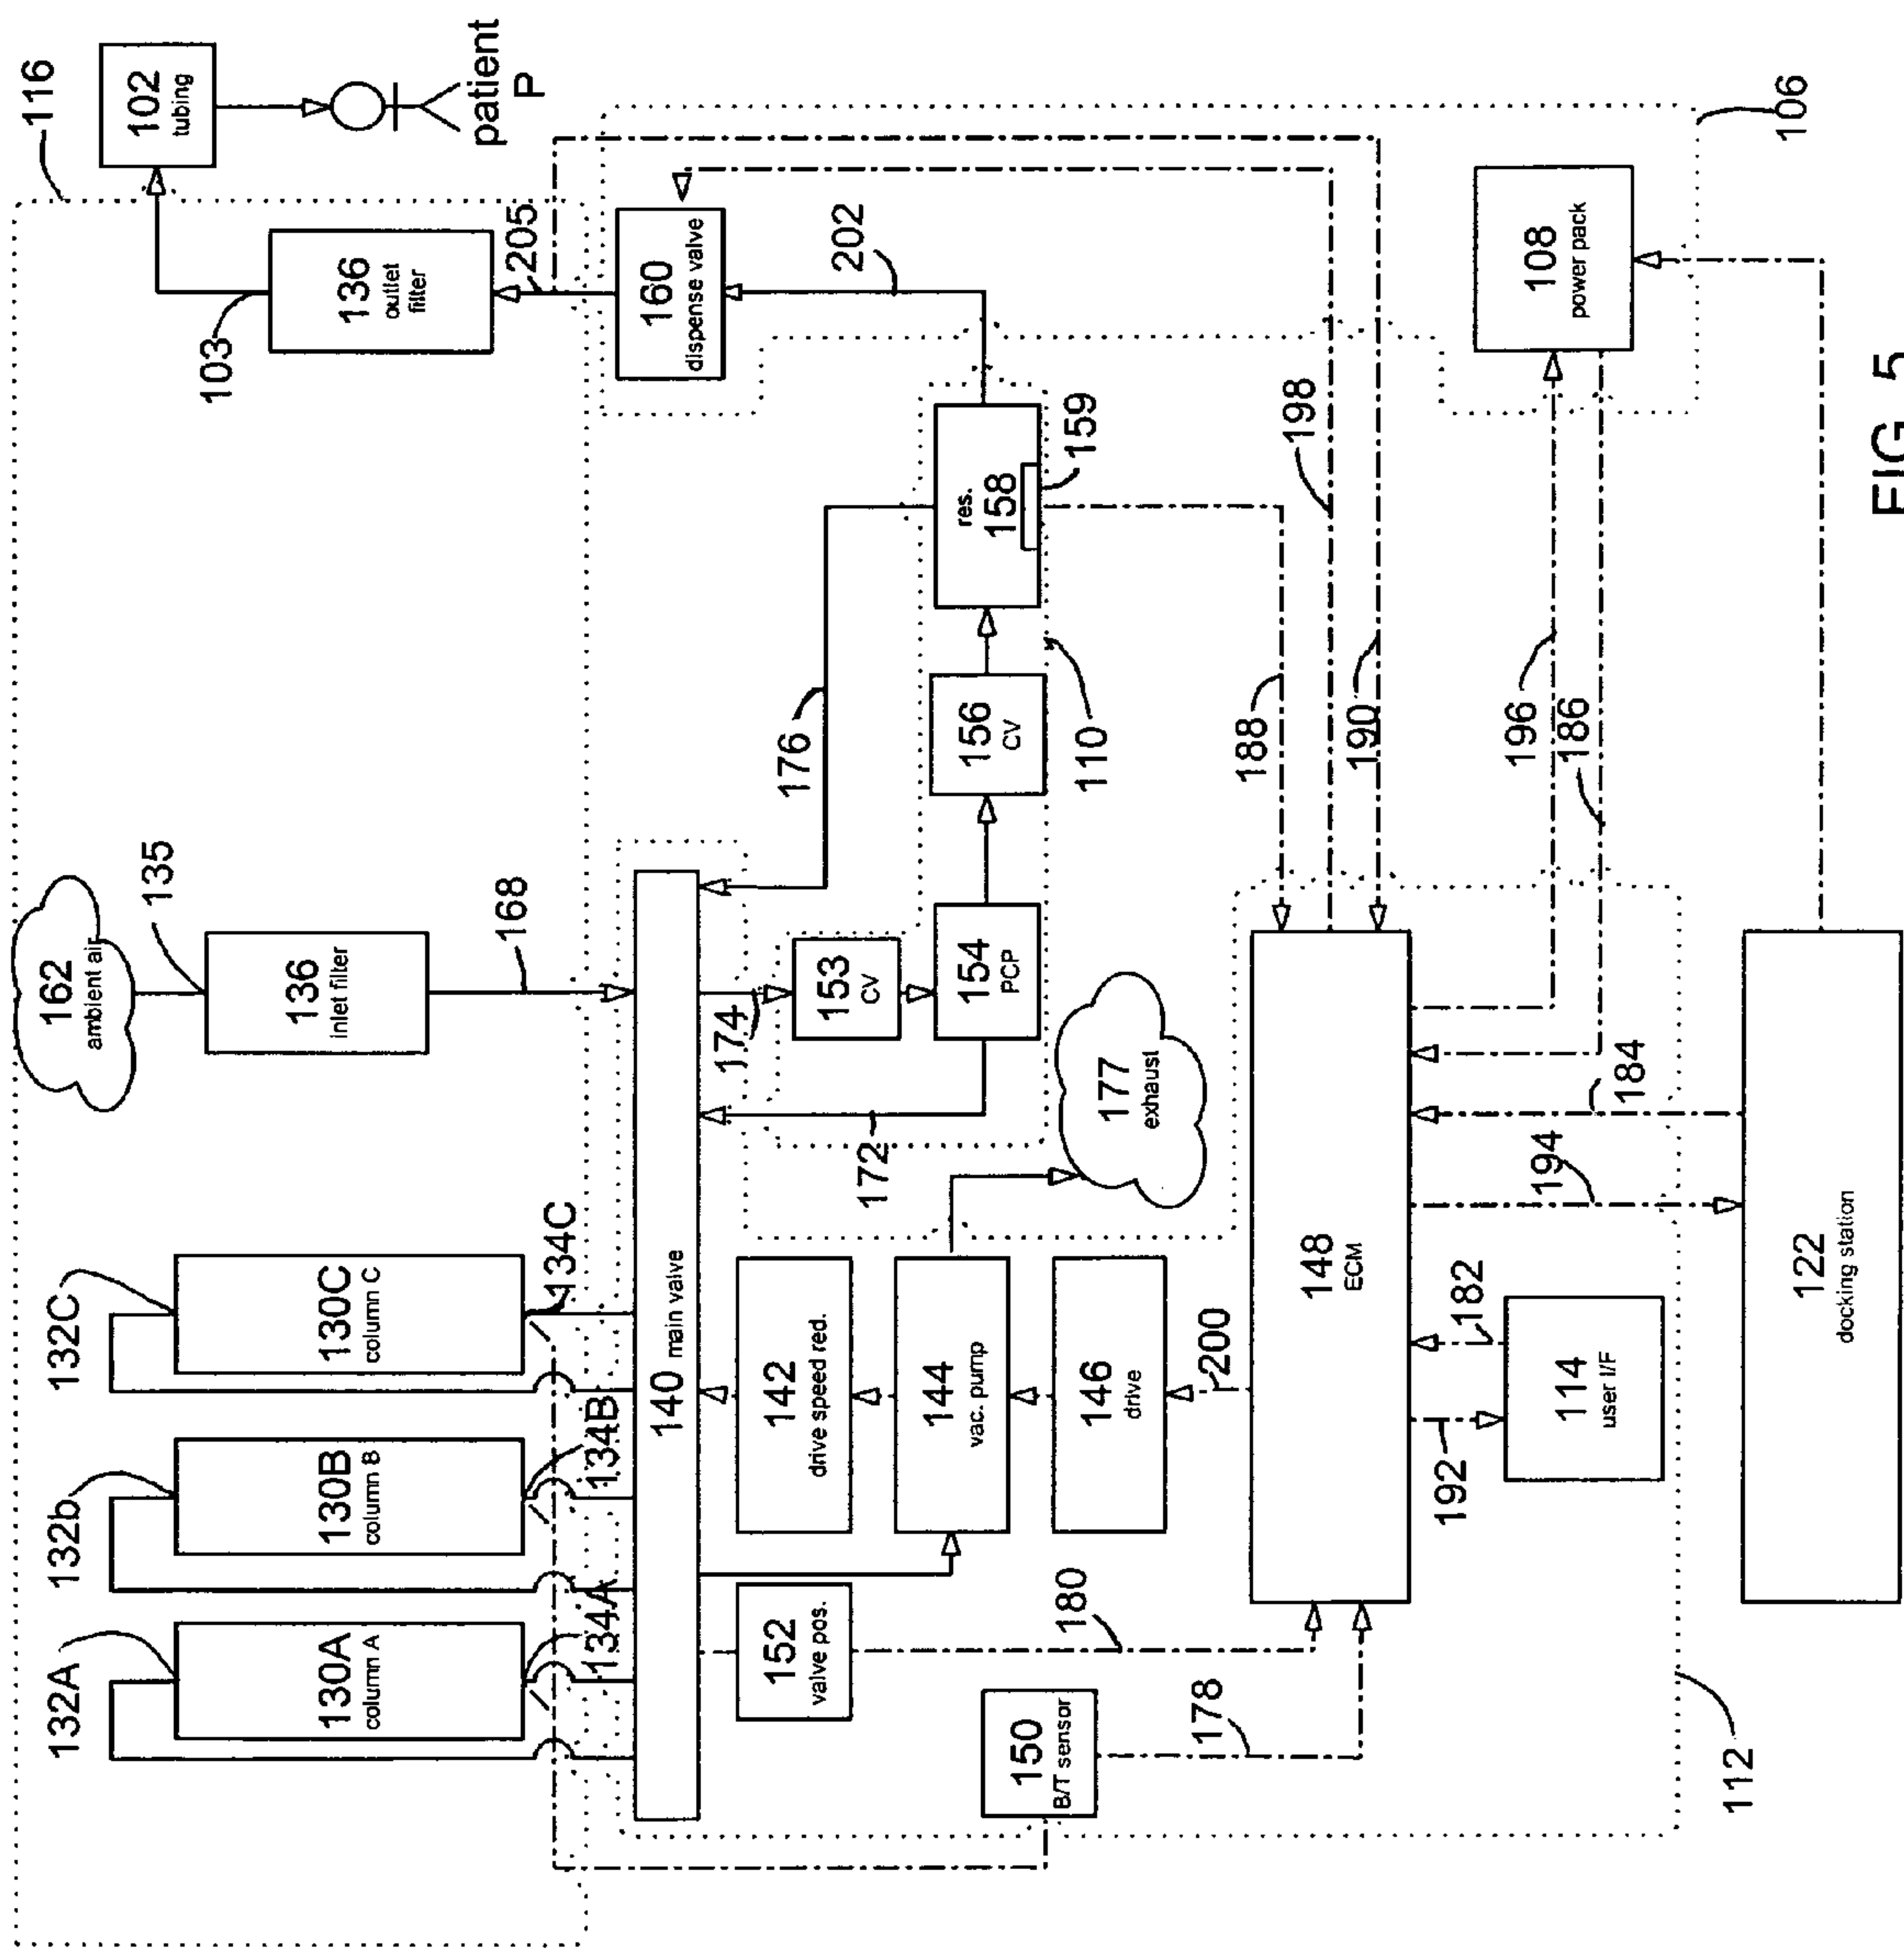 116
102
tubing
patient
P
162
ambient air
135
136
inlet filter
168
103
136
outlet
filter
205
132A
130A
column A
134A
132b
130B
column B
134B
132C
130C
column C
134C
140 main valve
174
153
CV
154
PCP
172
156
CV
110
176
res.
158
159
202
160
dispense valve
106
177
exhaust
152
valve pos.
180
142
drive speed red.
144
vac. pump
146
drive
200
150
B/T sensor
178
148
ECM
188
198
190
196
186
108
power pack
184
194
182
192
114
user I/F
122
docking station
112
FIG. 5